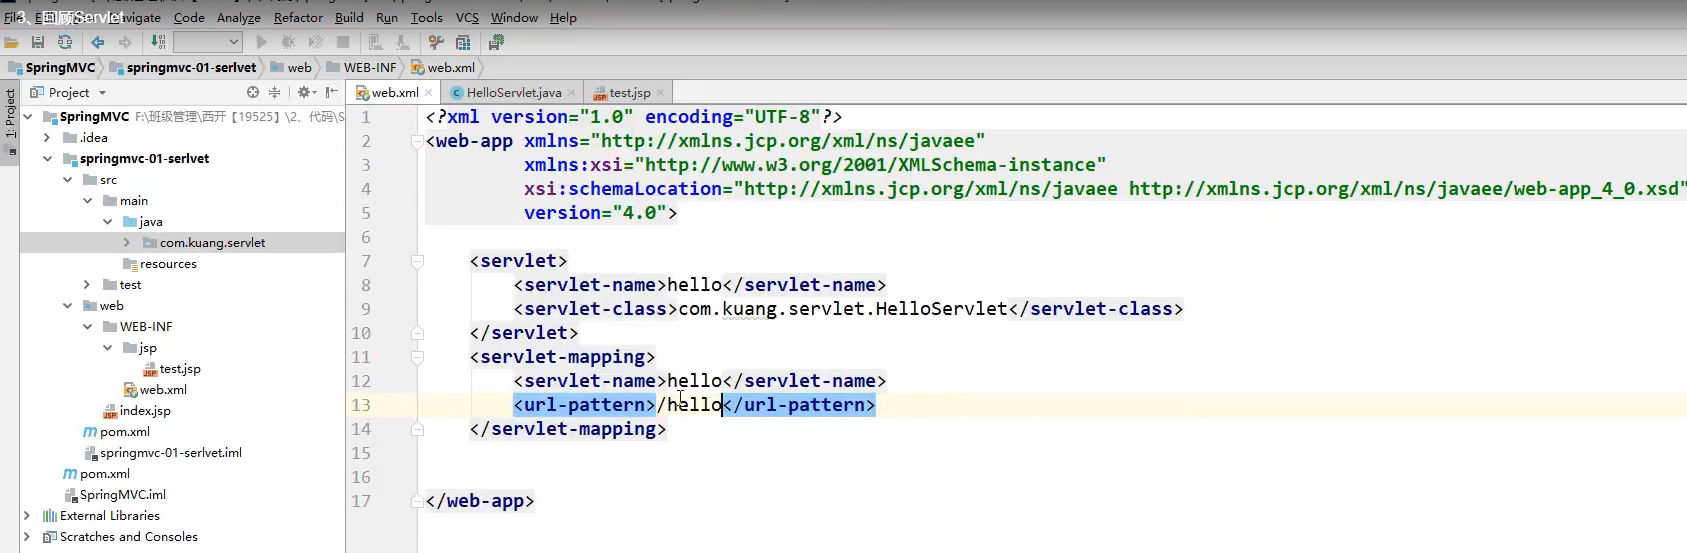 3、回顾Servlet
File Navigate Code Analyze Refactor Build Run Tools VCS Window Help
SpringMVC springmvc-01-serlvet web WEB-INF web.xml
1: Project
Project
web.xml HelloServlet.java test.jsp
SpringMVC F:\班级管理\西开【19525】\2、代码\S
.idea
springmvc-01-serlvet
src
main
java
com.kuang.servlet
resources
test
web
WEB-INF
jsp
test.jsp
web.xml
index.jsp
pom.xml
springmvc-01-serlvet.iml
pom.xml
SpringMVC.iml
External Libraries
Scratches and Consoles
1 <?xml version="1.0" encoding="UTF-8"?>
2 <web-app xmlns="http://xmlns.jcp.org/xml/ns/javaee"
3 xmlns:xsi="http://www.w3.org/2001/XMLSchema-instance"
4 xsi:schemaLocation="http://xmlns.jcp.org/xml/ns/javaee http://xmlns.jcp.org/xml/ns/javaee/web-app_4_0.xsd"
5 version="4.0">
6
7 <servlet>
8 <servlet-name>hello</servlet-name>
9 <servlet-class>com.kuang.servlet.HelloServlet</servlet-class>
10 </servlet>
11 <servlet-mapping>
12 <servlet-name>hello</servlet-name>
13 <url-pattern>/hello</url-pattern>
14 </servlet-mapping>
15
16
17 </web-app>